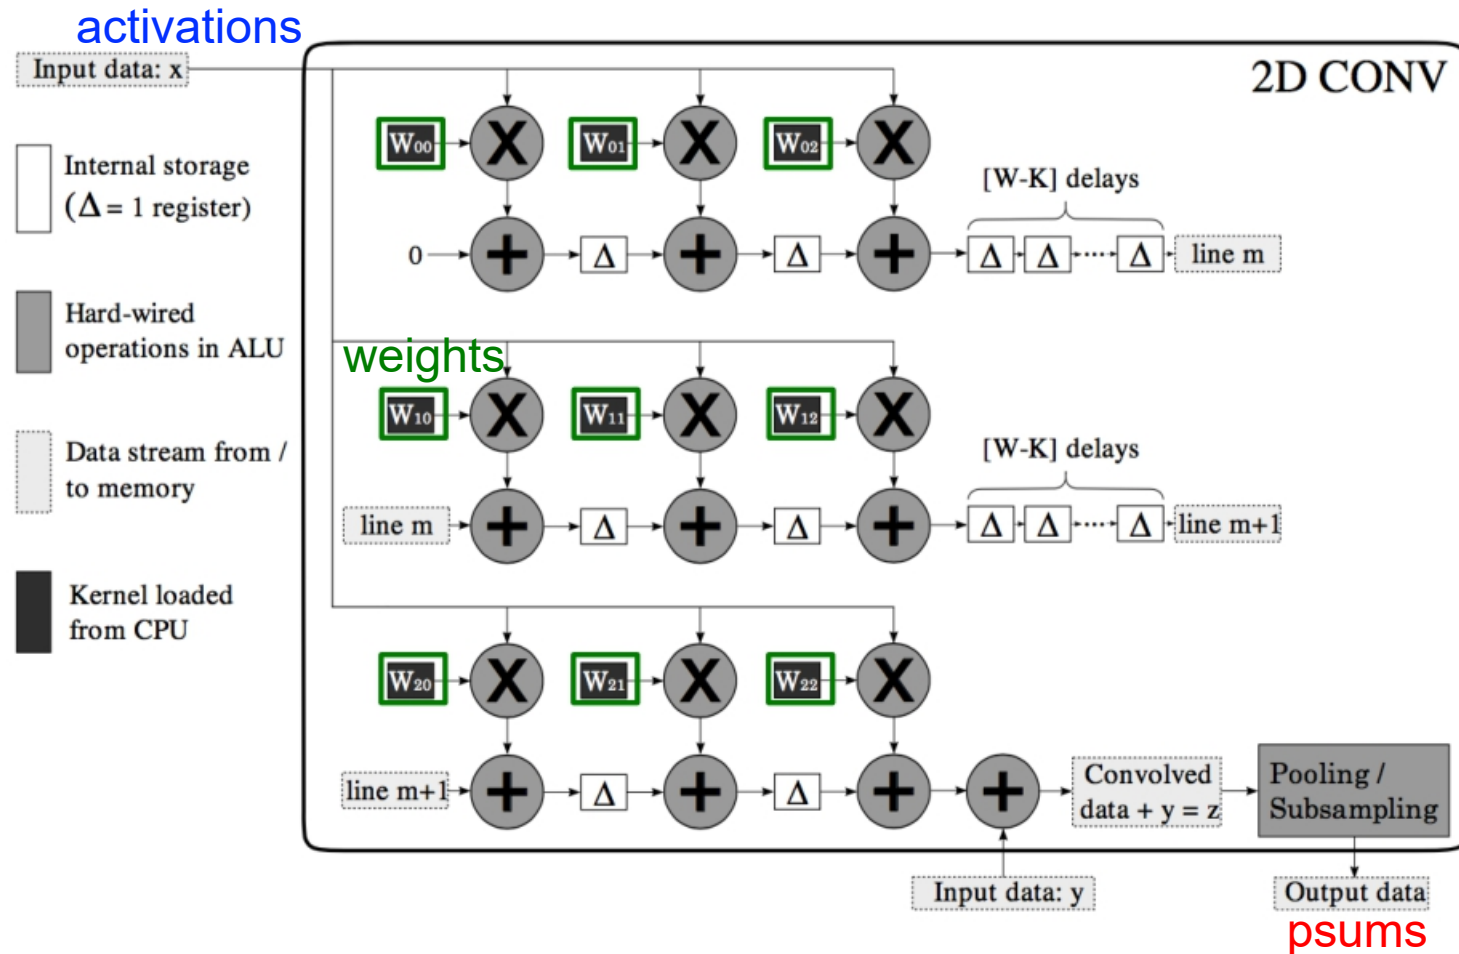 activations
Input data: x
2D CONV
Internal storage
(Δ = 1 register)
Hard-wired
operations in ALU
Data stream from /
to memory
Kernel loaded
from CPU
W00 X W01 X W02 X
[W-K] delays
0 + Δ + Δ + Δ Δ Δ line m
weights
W10 X W11 X W12 X
[W-K] delays
line m + Δ + Δ + Δ Δ Δ line m+1
W20 X W21 X W22 X
line m+1 + Δ + Δ + +
Convolved
data + y = z
Pooling /
Subsampling
Input data: y
Output data
psums